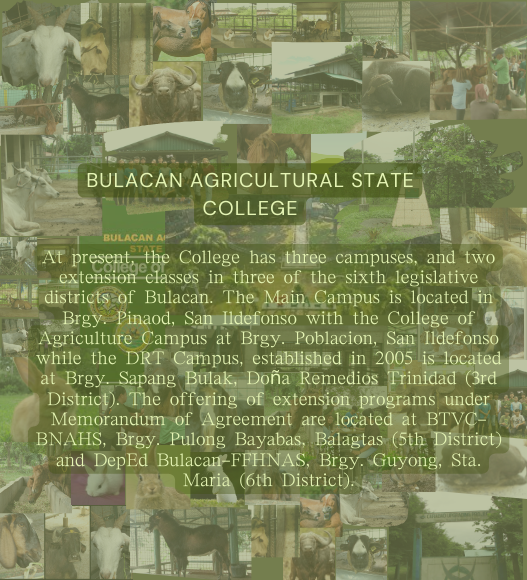 BULACAN AGRICULTURAL STATE
COLLEGE
BULACAN A
STATE
College of
At present, the College has three campuses, and two
extension classes in three of the sixth legislative
districts of Bulacan. The Main Campus is located in
Brgy. Pinaod, San Ildefonso with the College of
Agriculture Campus at Brgy. Poblacion, San Ildefonso
while the DRT Campus, established in 2005 is located
at Brgy. Sapang Bulak, Doña Remedios Trinidad (3rd
District). The offering of extension programs under
Memorandum of Agreement are located at BTVC-
BNAHS, Brgy. Pulong Bayabas, Balagtas (5th District)
and DepEd Bulacan-FFHNAS, Brgy. Guyong, Sta.
Maria (6th District).